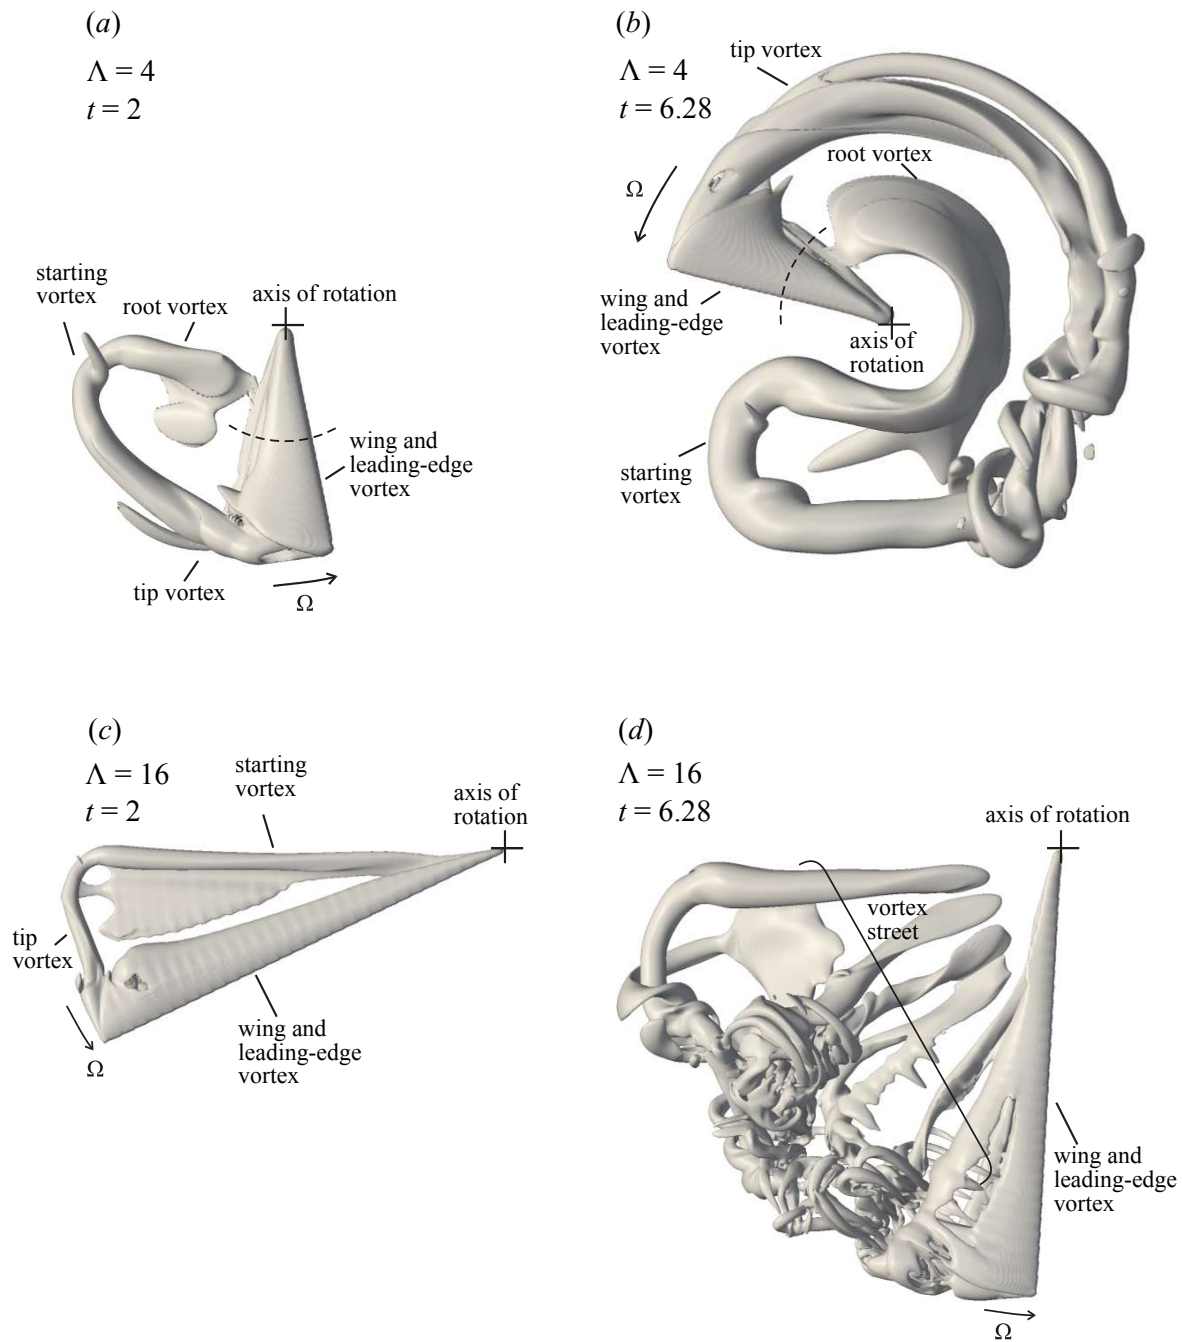 (a)
Λ = 4
t = 2
starting
vortex
root vortex
axis of rotation
wing and
leading-edge
vortex
tip vortex
Ω
(b)
Λ = 4
t = 6.28
tip vortex
root vortex
Ω
wing and
leading-edge
vortex
axis of
rotation
starting
vortex
(c)
Λ = 16
t = 2
starting
vortex
axis of
rotation
tip
vortex
wing and
leading-edge
vortex
Ω
(d)
Λ = 16
t = 6.28
axis of rotation
vortex
street
wing and
leading-edge
vortex
Ω